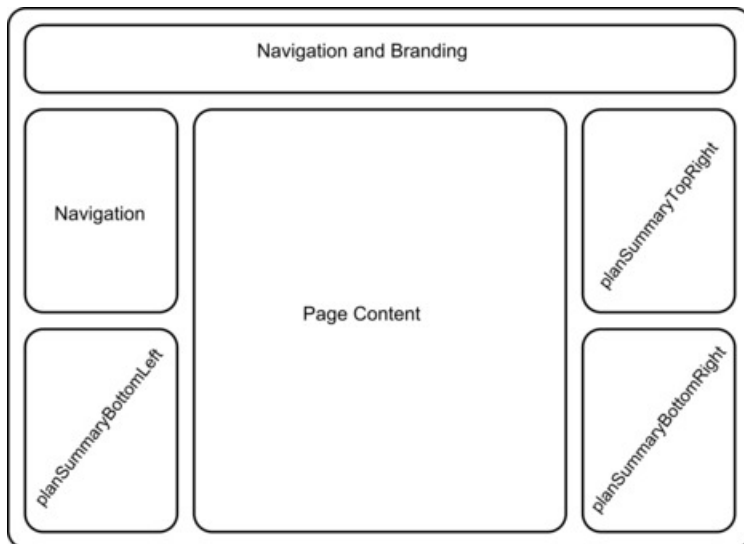 Navigation and Branding
Navigation
Page Content
planSummaryTopRight
planSummaryBottomLeft
planSummaryBottomRight